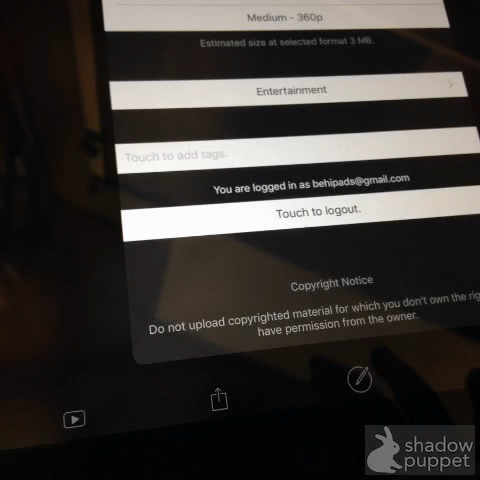 Medium - 360p
Estimated size at selected format 3 MB.
Entertainment
Touch to add tags.
You are logged in as behipads@gmail.com
Touch to logout.
Copyright Notice
Do not upload copyrighted material for which you don't own the rig
have permission from the owner.
shadow
puppet